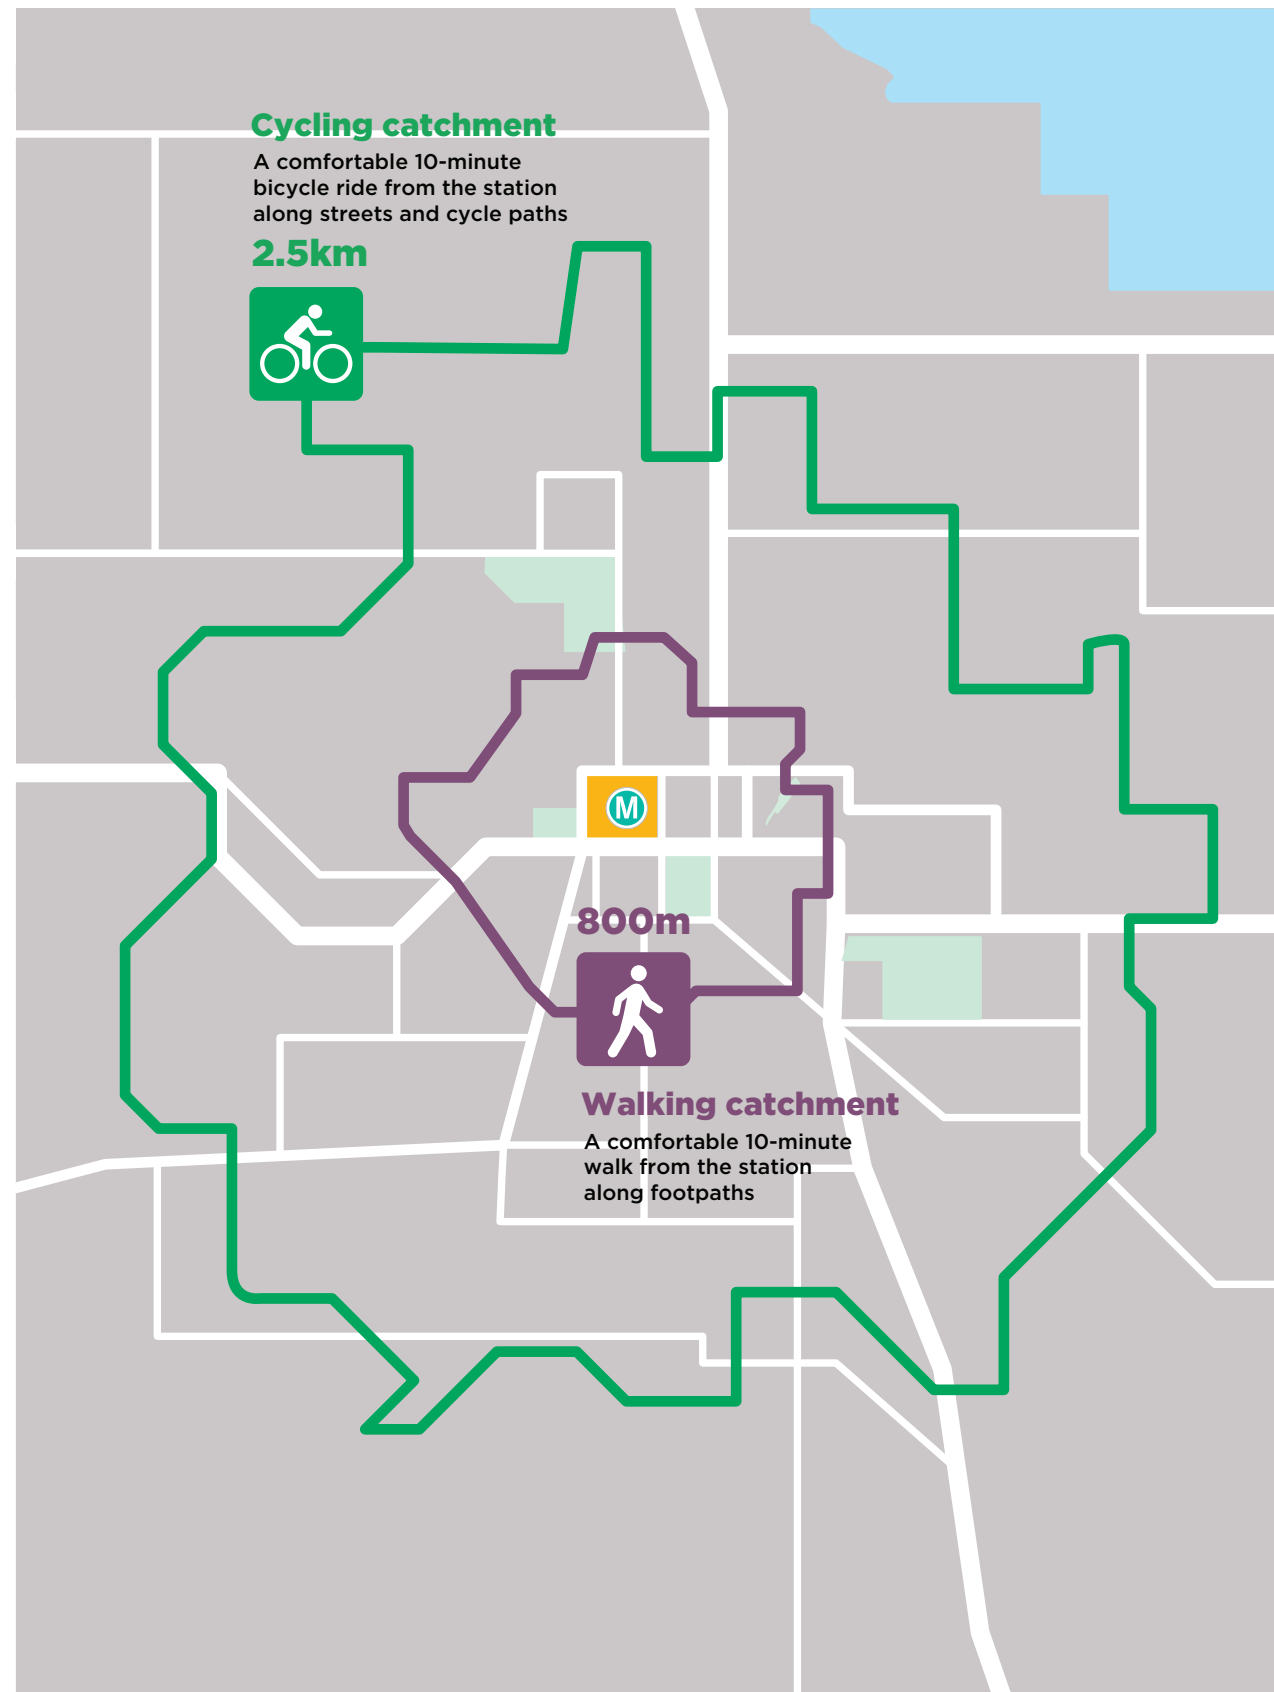 Cycling catchment
A comfortable 10-minute
bicycle ride from the station
along streets and cycle paths
2.5km
M
800m
Walking catchment
A comfortable 10-minute
walk from the station
along footpaths